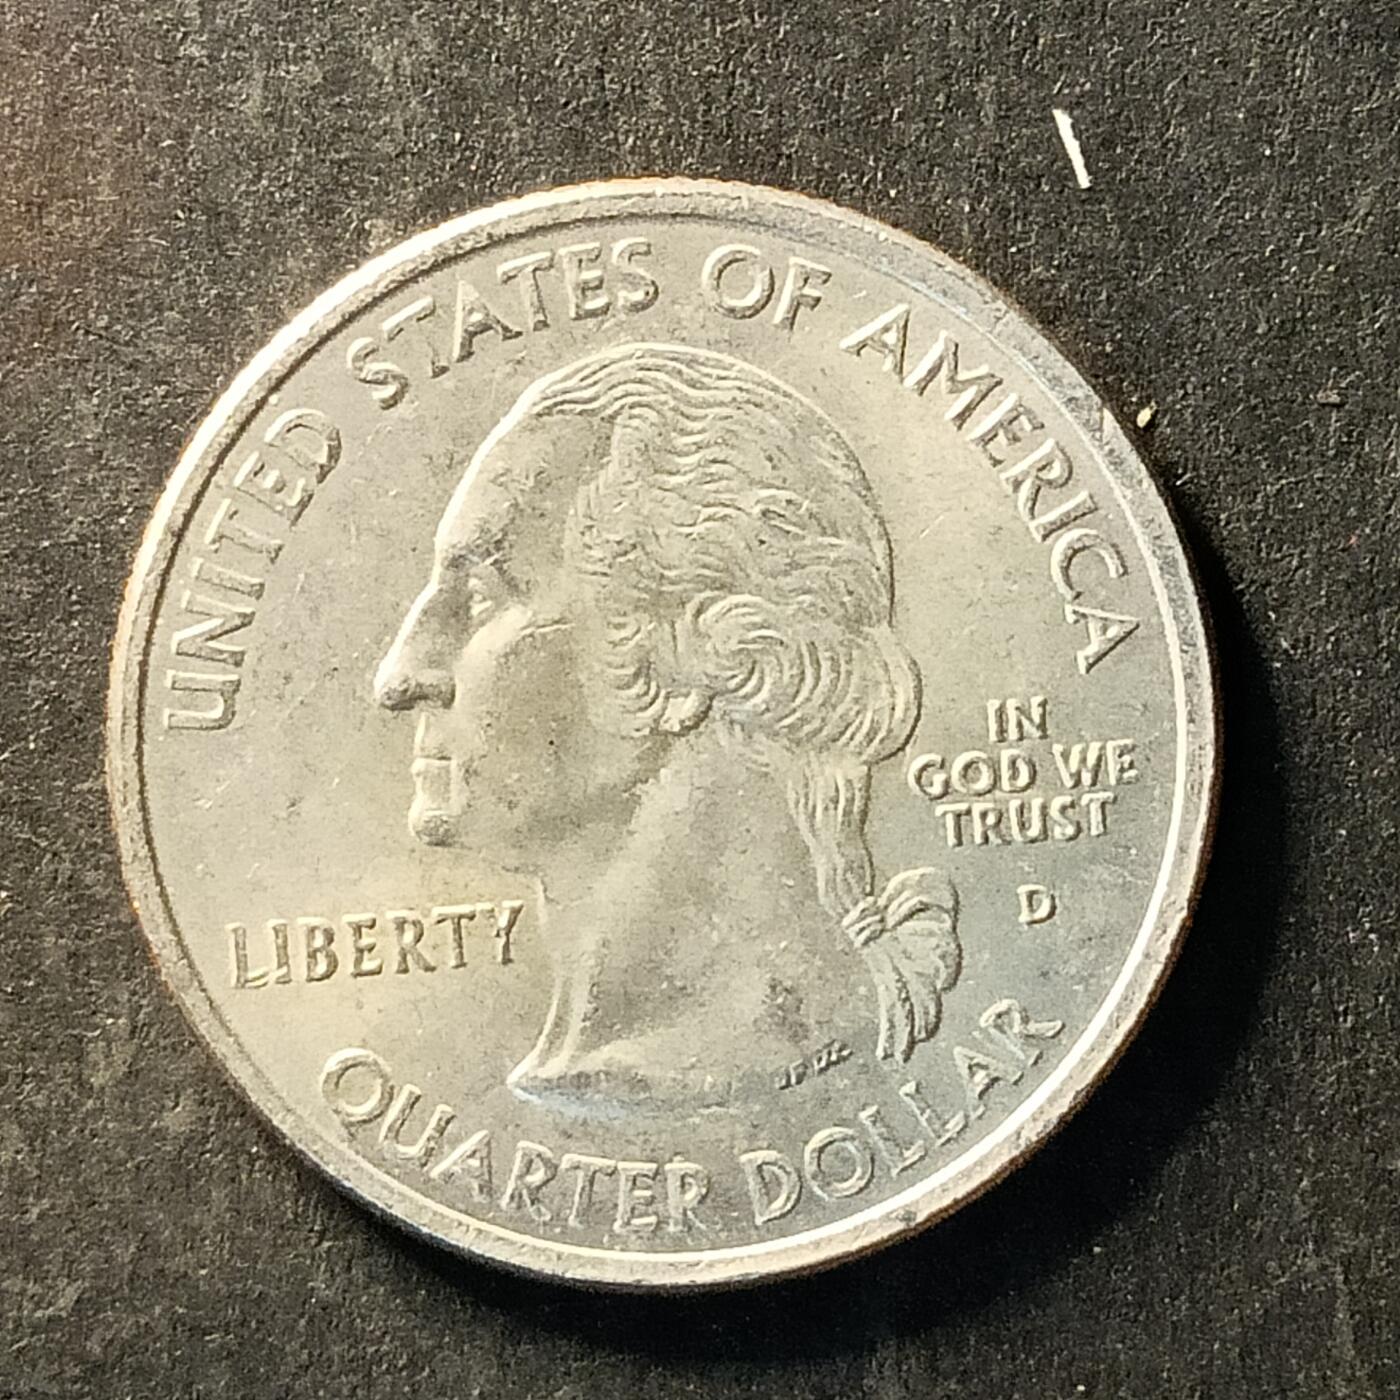 UNITED STATES OF AMERICA
IN
GOD WE
TRUST
D
LIBERTY
QUARTER DOLLAR